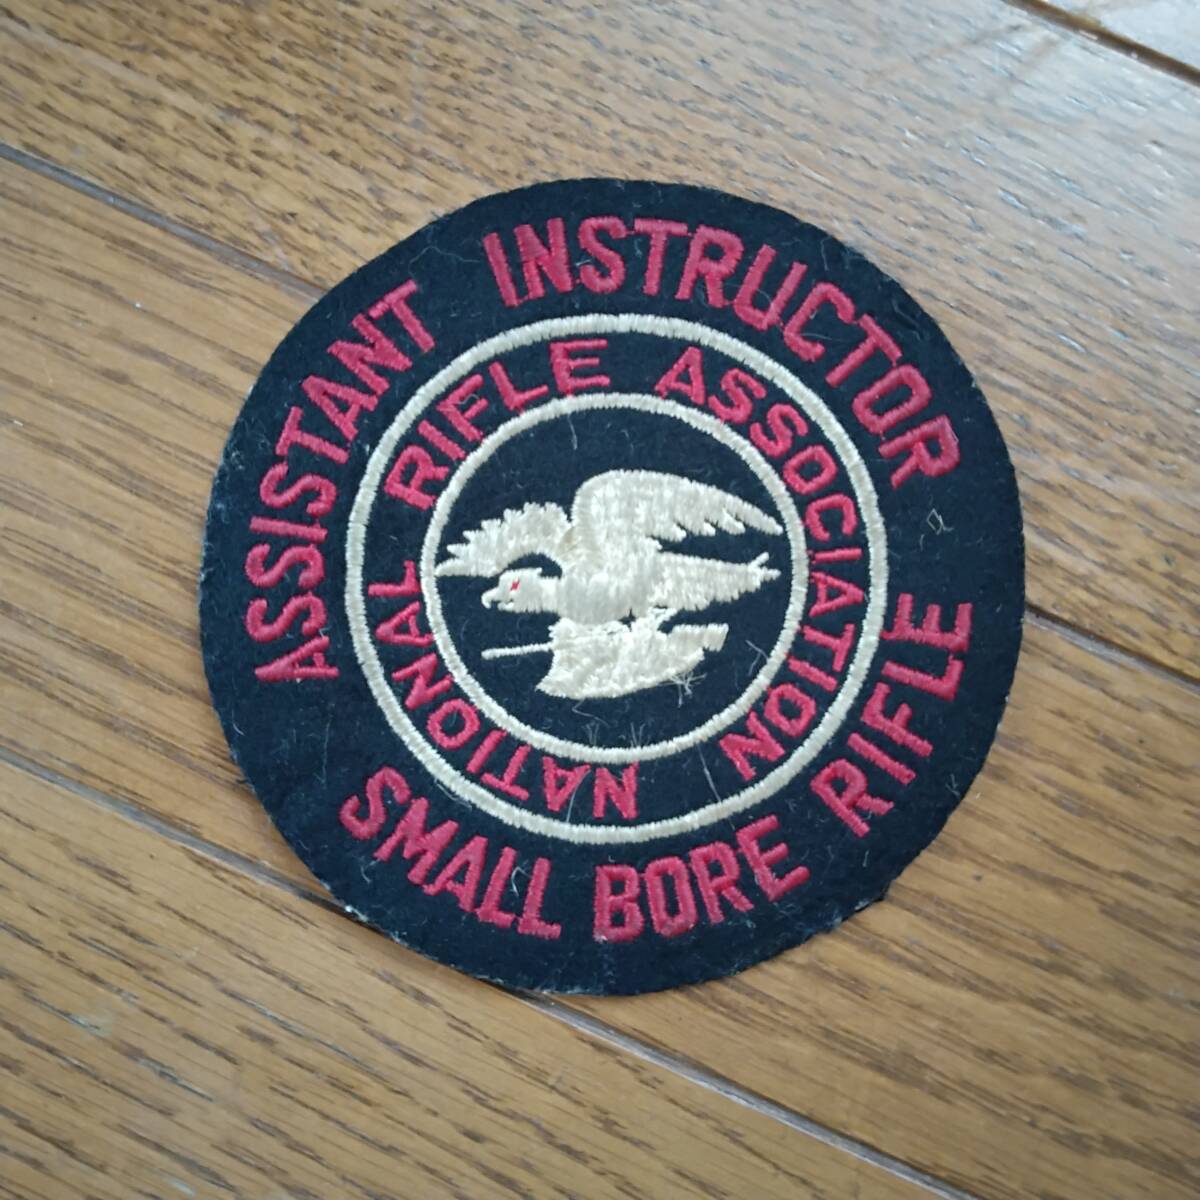 ASSISTANT INSTRUCTOR
NATIONAL RIFLE ASSOCIATION
SMALL BORE RIFLE